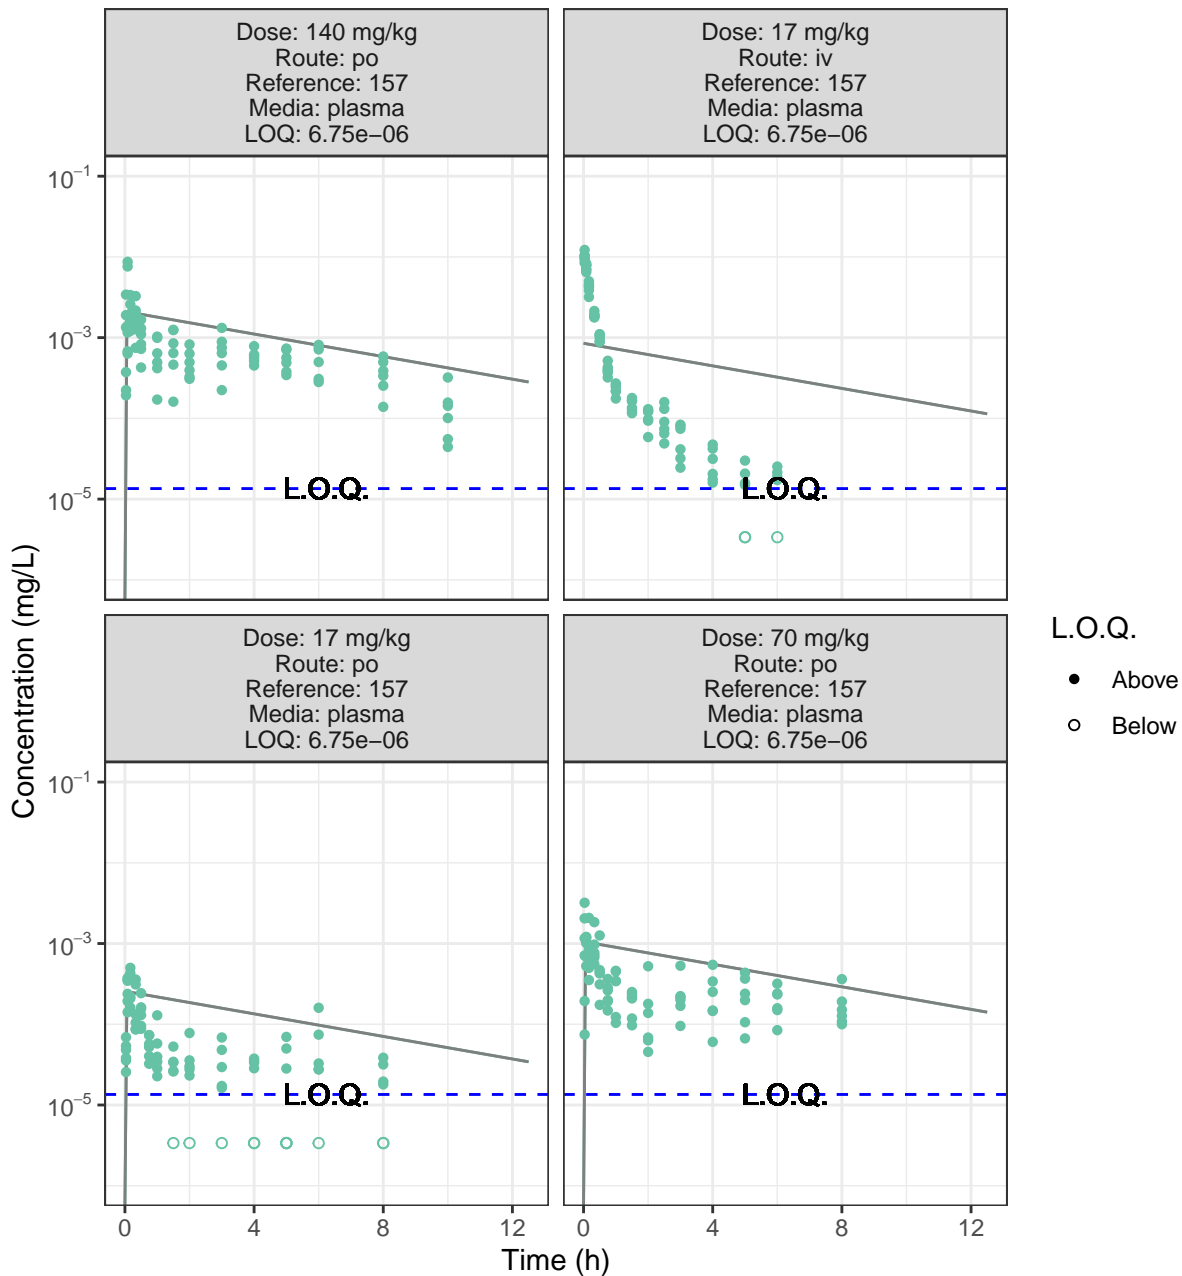 Dose: 140 mg/kg
Route: po
Reference: 157
Media: plasma
LOQ: 6.75e−06
Dose: 17 mg/kg
Route: iv
Reference: 157
Media: plasma
LOQ: 6.75e−06
10⁻¹
10⁻³
10⁻⁵
L.O.Q.
L.O.Q.
Dose: 17 mg/kg
Route: po
Reference: 157
Media: plasma
LOQ: 6.75e−06
Dose: 70 mg/kg
Route: po
Reference: 157
Media: plasma
LOQ: 6.75e−06
10⁻¹
10⁻³
10⁻⁵
L.O.Q.
L.O.Q.
0 4 8 12
0 4 8 12
Time (h)
Concentration (mg/L)
L.O.Q.
Above
Below